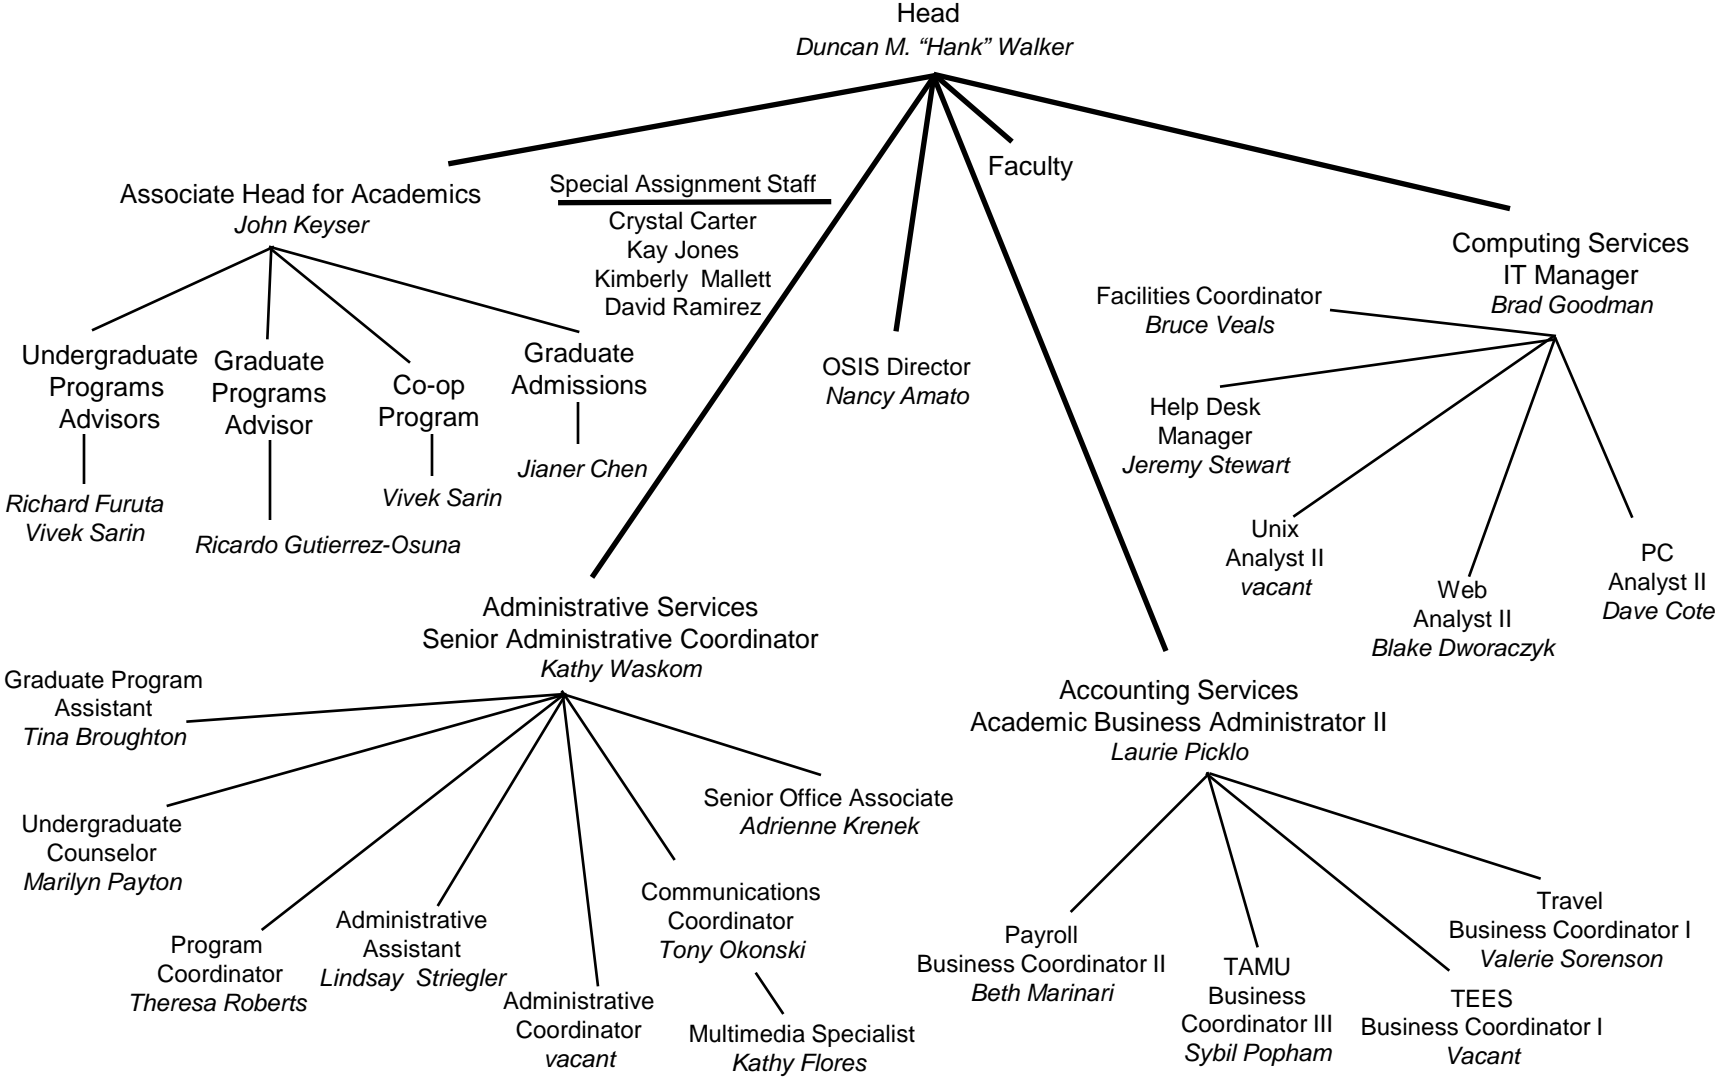 Head
Duncan M. “Hank” Walker
Associate Head for Academics
John Keyser
Undergraduate
Programs
Advisors
Richard Furuta
Vivek Sarin
Graduate
Programs
Advisor
Ricardo Gutierrez-Osuna
Co-op
Program
Vivek Sarin
Graduate
Admissions
Jianer Chen
Special Assignment Staff
Crystal Carter
Kay Jones
Kimberly Mallett
David Ramirez
OSIS Director
Nancy Amato
Faculty
Computing Services
IT Manager
Brad Goodman
Facilities Coordinator
Bruce Veals
Help Desk
Manager
Jeremy Stewart
Unix
Analyst II
vacant
Web
Analyst II
Blake Dworaczyk
PC
Analyst II
Dave Cote
Administrative Services
Senior Administrative Coordinator
Kathy Waskom
Graduate Program
Assistant
Tina Broughton
Undergraduate
Counselor
Marilyn Payton
Program
Coordinator
Theresa Roberts
Administrative
Assistant
Lindsay Striegler
Administrative
Coordinator
vacant
Communications
Coordinator
Tony Okonski
Multimedia Specialist
Kathy Flores
Senior Office Associate
Adrienne Krenek
Accounting Services
Academic Business Administrator II
Laurie Picklo
Payroll
Business Coordinator II
Beth Marinari
TAMU
Business
Coordinator III
Sybil Popham
TEES
Business Coordinator I
Vacant
Travel
Business Coordinator I
Valerie Sorenson